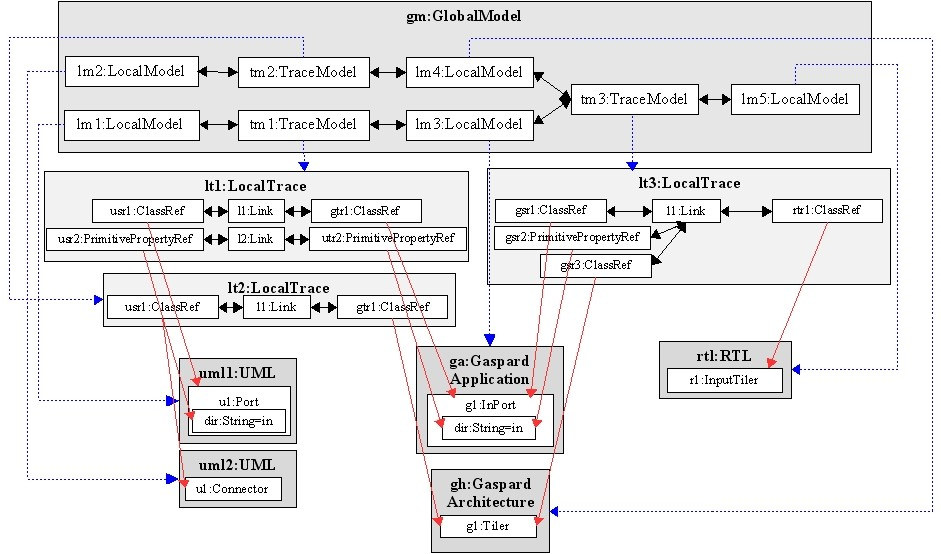 gm:GlobalModel
lm2:LocalModel
tm2:TraceModel
lm4:LocalModel
tm3:TraceModel
lm5:LocalModel
lm1:LocalModel
tm1:TraceModel
lm3:LocalModel
lt1:LocalTrace
usr1:ClassRef
l1:Link
gtr1:ClassRef
usr2:PrimitivePropertyRef
l2:Link
utr2:PrimitivePropertyRef
lt3:LocalTrace
gsr1:ClassRef
l1:Link
rtr1:ClassRef
gsr2:PrimitivePropertyRef
gsr3:ClassRef
lt2:LocalTrace
usr1:ClassRef
l1:Link
gtr1:ClassRef
uml1:UML
u1:Port
dir:String=in
uml2:UML
u1:Connector
ga:Gaspard
Application
g1:InPort
dir:String=in
gh:Gaspard
Architecture
g1:Tiler
rtl:RTL
r1:InputTiler